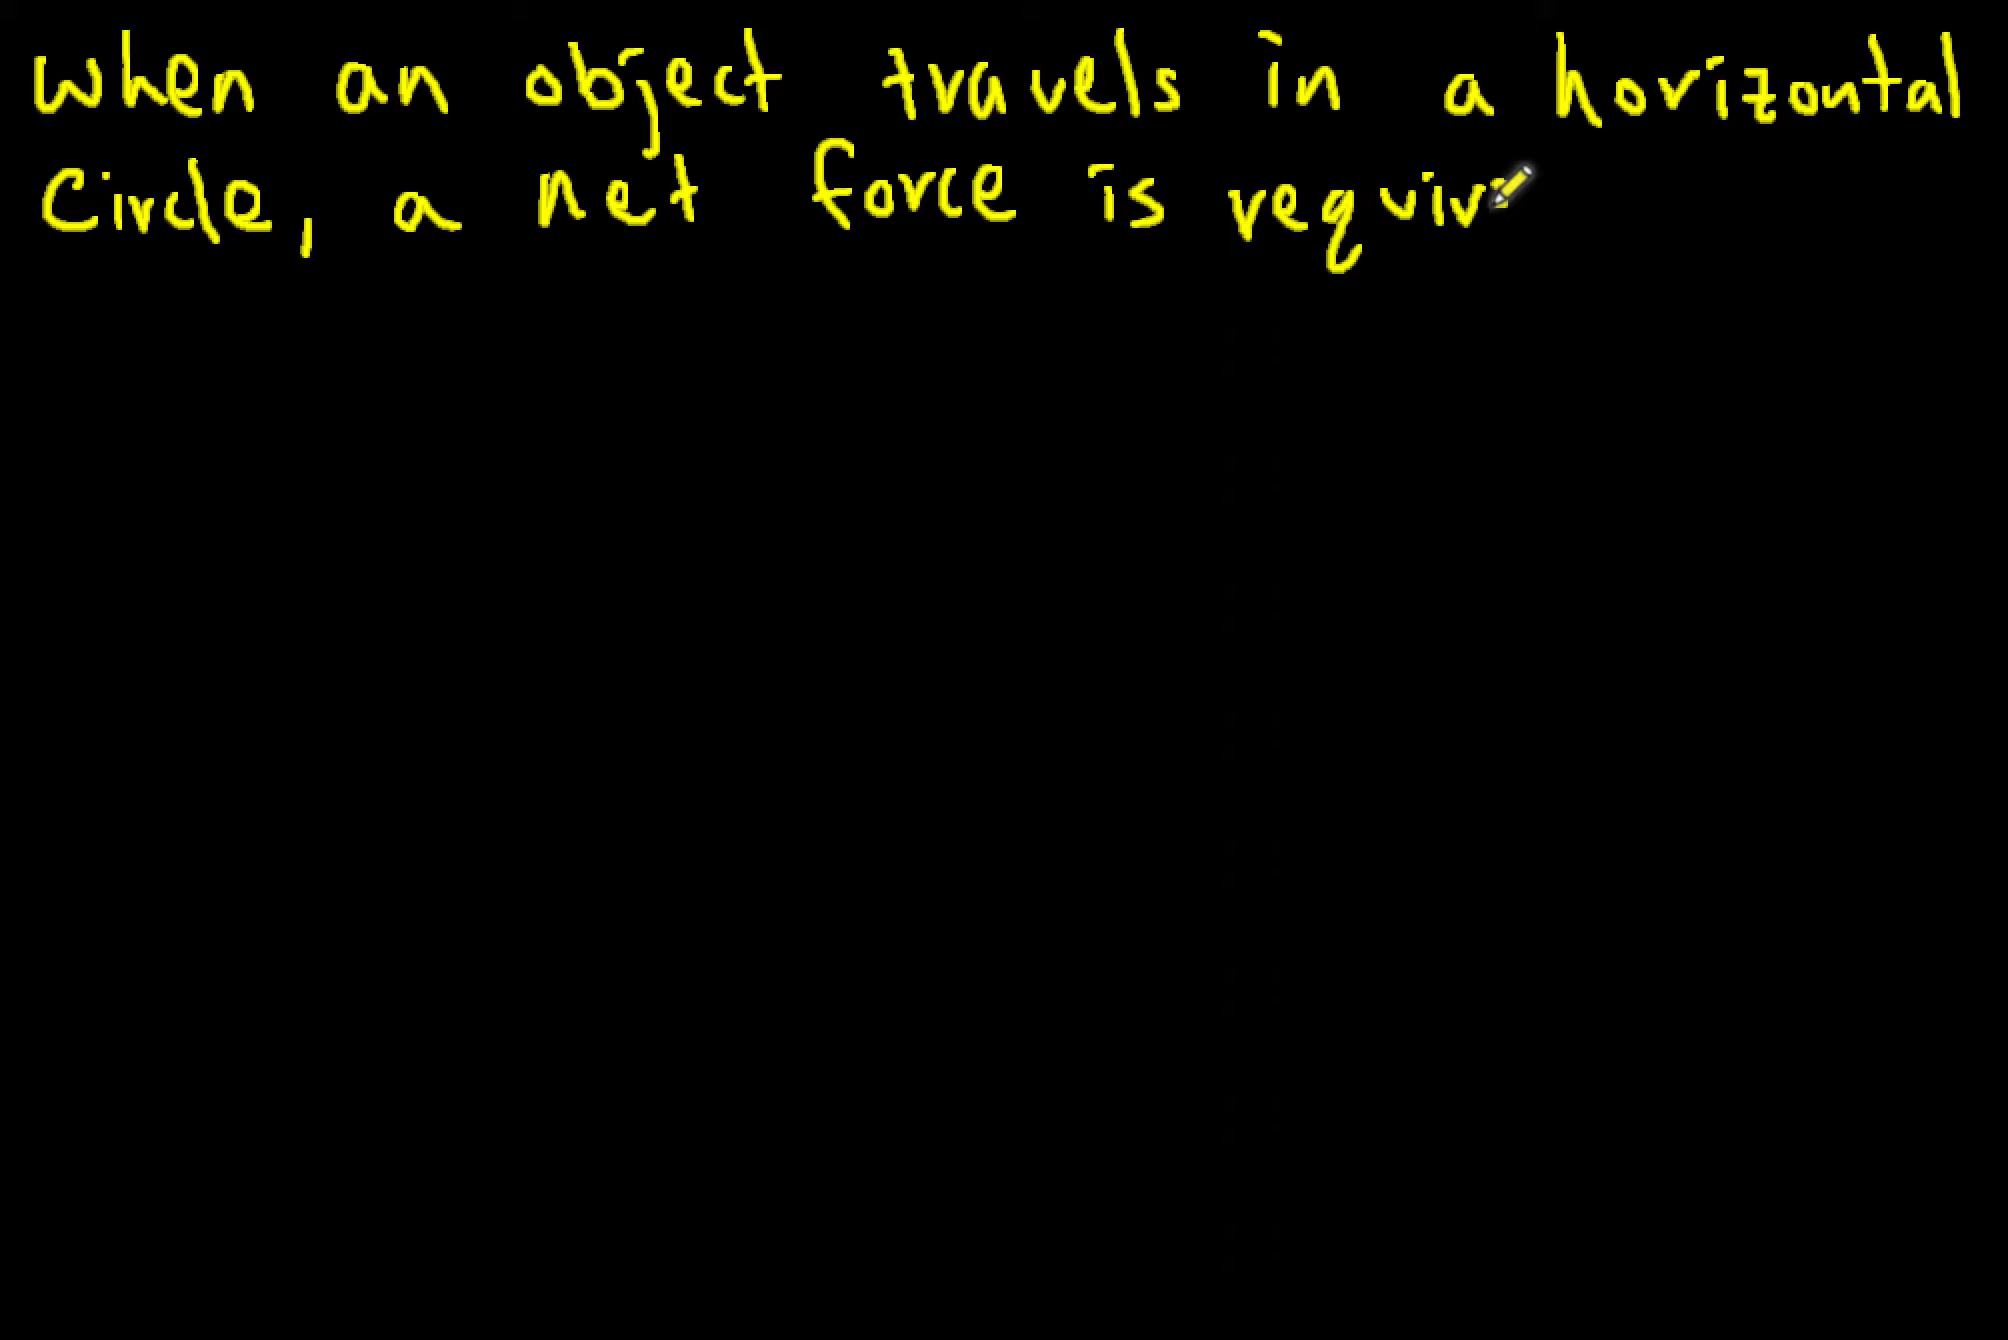 when an object travels in a horizontal
Circle, a net force is requir